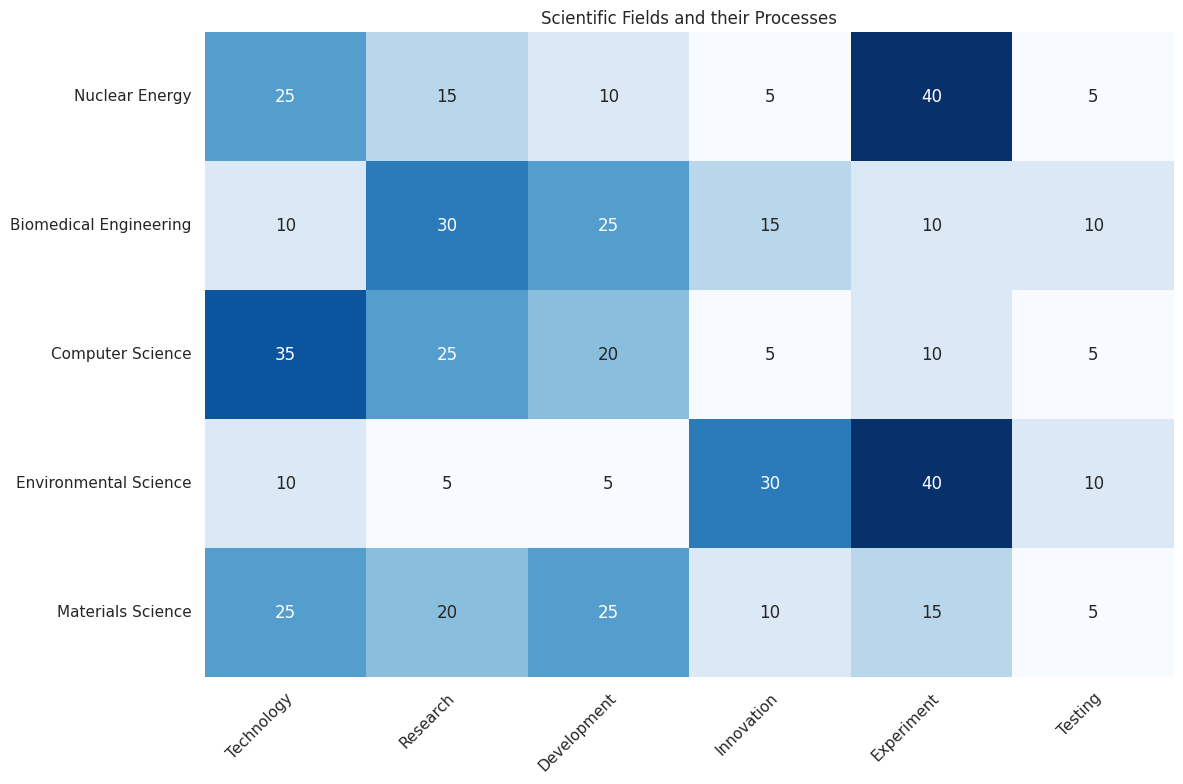 Scientific Fields and their Processes
Nuclear Energy 25 15 10 5 40 5
Biomedical Engineering 10 30 25 15 10 10
Computer Science 35 25 20 5 10 5
Environmental Science 10 5 5 30 40 10
Materials Science 25 20 25 10 15 5
Technology Research Development Innovation Experiment Testing